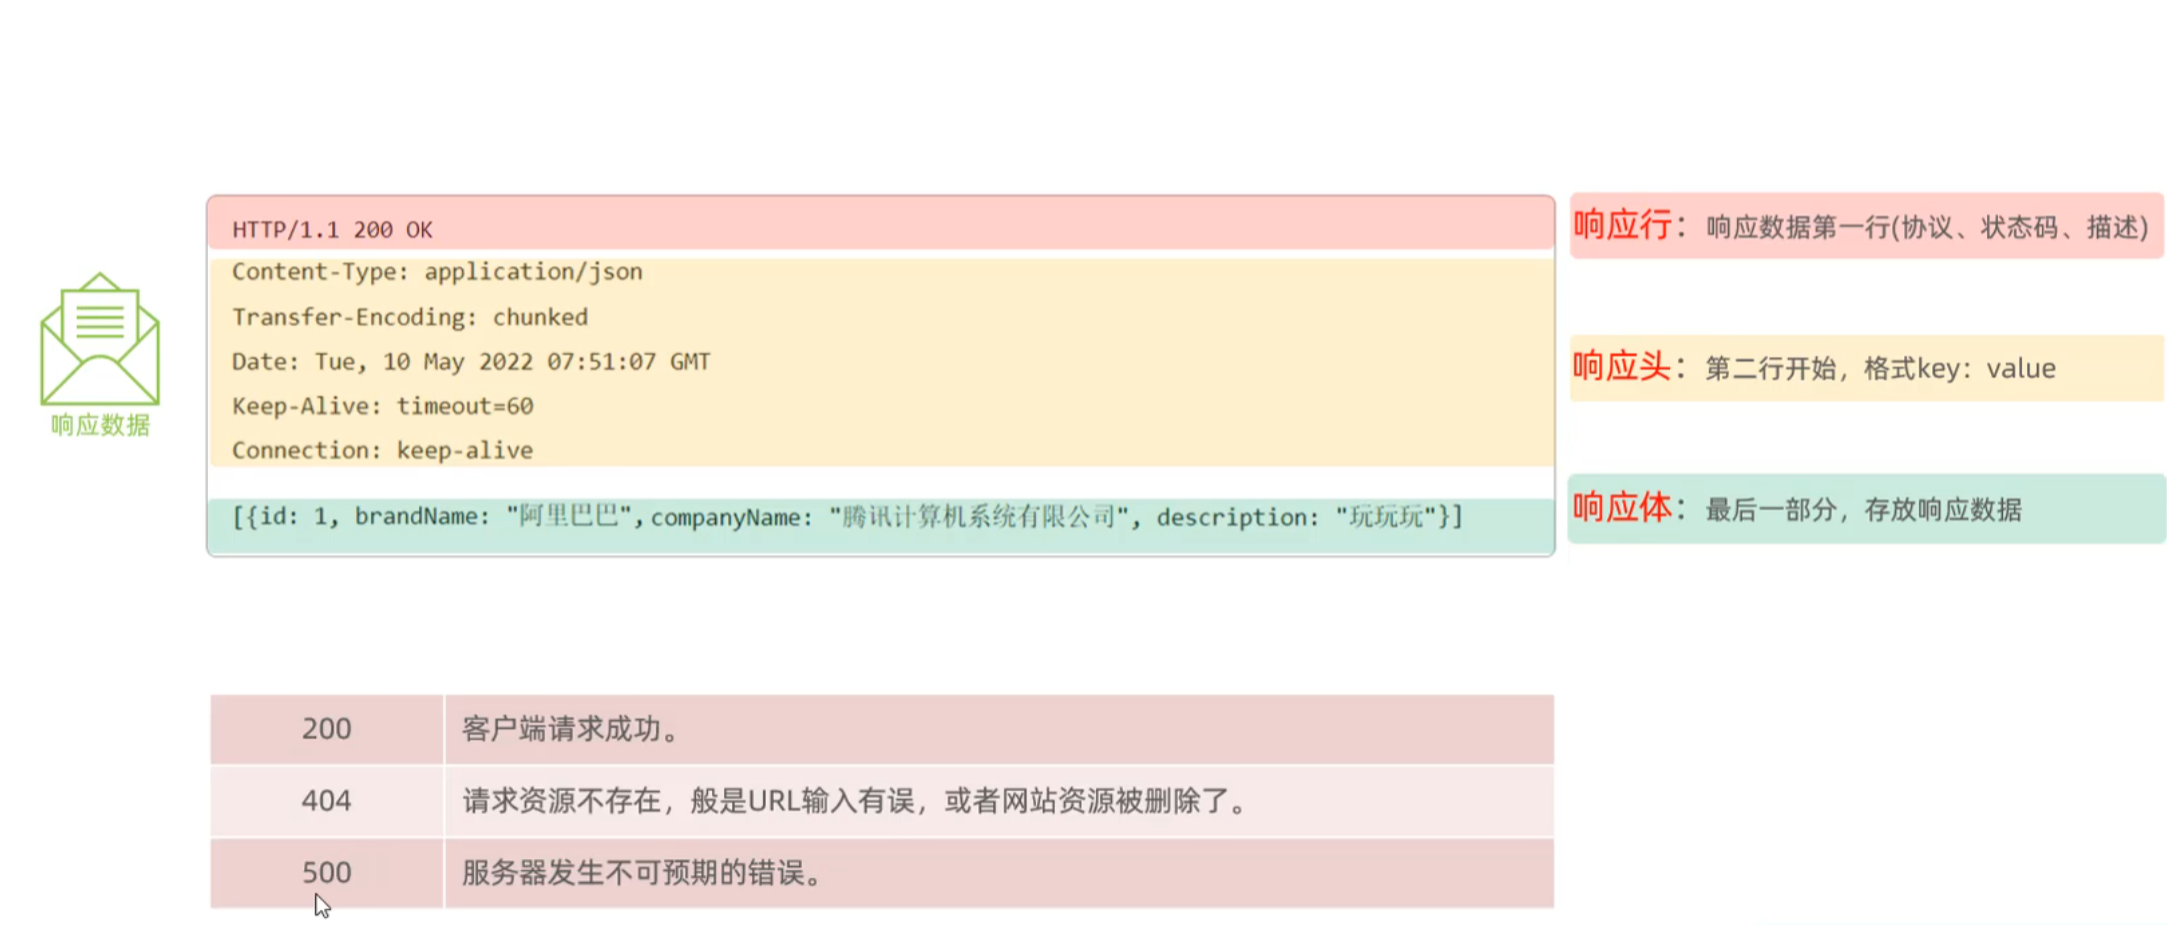 HTTP/1.1 200 OK
响应行：响应数据第一行(协议、状态码、描述)
Content-Type: application/json
Transfer-Encoding: chunked
Date: Tue, 10 May 2022 07:51:07 GMT
Keep-Alive: timeout=60
Connection: keep-alive
响应头：第二行开始，格式key：value
响应数据
[{id: 1, brandName: "阿里巴巴", companyName: "腾讯计算机系统有限公司", description: "玩玩玩"}]
响应体：最后一部分，存放响应数据
200 客户端请求成功。
404 请求资源不存在，般是URL输入有误，或者网站资源被删除了。
500 服务器发生不可预期的错误。